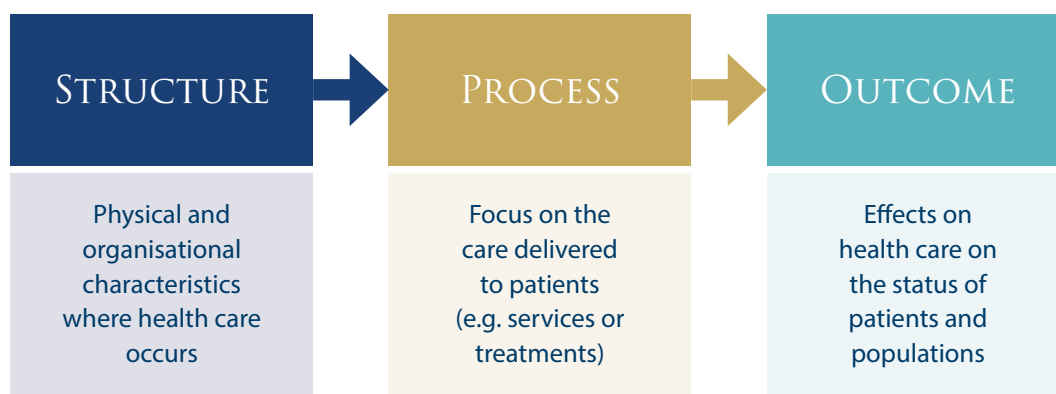 STRUCTURE
Physical and
organisational
characteristics
where health care
occurs
PROCESS
Focus on the
care delivered
to patients
(e.g. services or
treatments)
OUTCOME
Effects on
health care on
the status of
patients and
populations